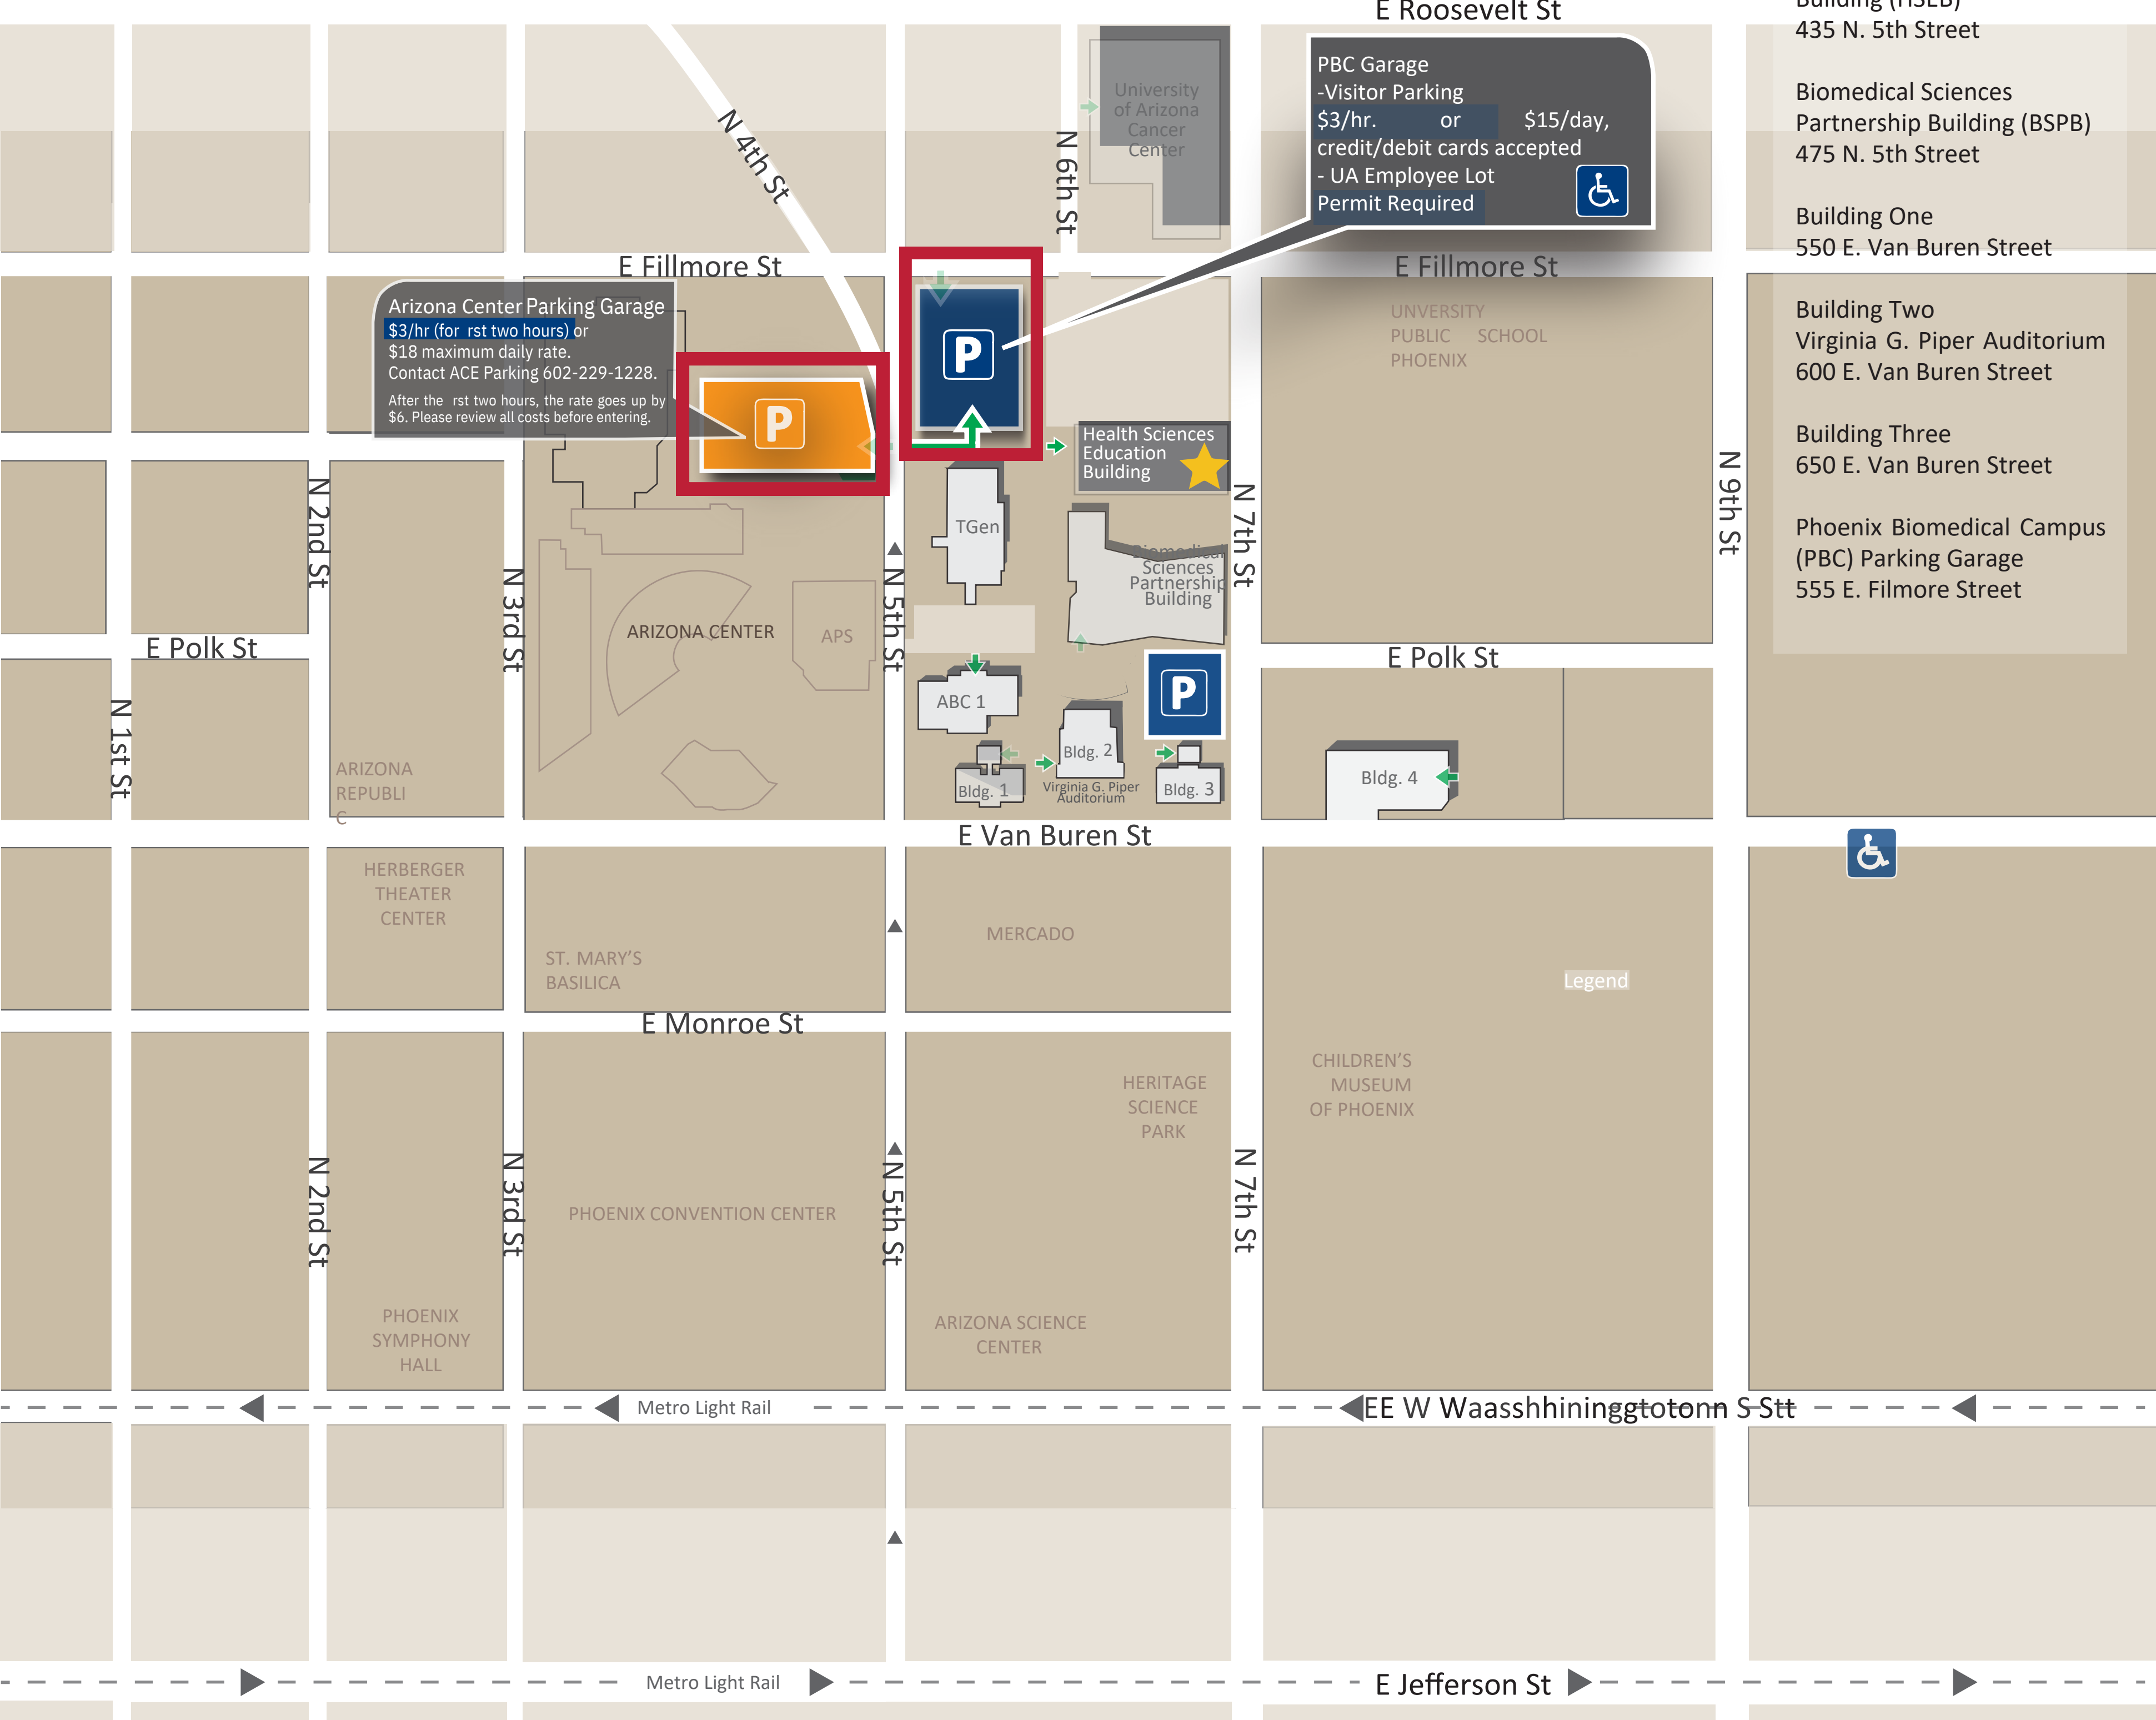 E Roosevelt St
Building (HSEB)
435 N. 5th Street
Biomedical Sciences
Partnership Building (BSPB)
475 N. 5th Street
Building One
550 E. Van Buren Street
Building Two
Virginia G. Piper Auditorium
600 E. Van Buren Street
Building Three
650 E. Van Buren Street
Phoenix Biomedical Campus
(PBC) Parking Garage
555 E. Filmore Street
PBC Garage
-Visitor Parking
$3/hr. or $15/day,
credit/debit cards accepted
- UA Employee Lot
Permit Required
University
of Arizona
Cancer
Center
N 4th St
N 6th St
E Fillmore St
E Fillmore St
Arizona Center Parking Garage
$3/hr (for rst two hours) or
$18 maximum daily rate.
Contact ACE Parking 602-229-1228.
After the rst two hours, the rate goes up by
$6. Please review all costs before entering.
P
P
UNVERSITY
PUBLIC SCHOOL
PHOENIX
Health Sciences
Education
Building
TGen
Biomedical
Sciences
Partnership
Building
N 2nd St
N 3rd St
N 5th St
N 7th St
N 9th St
ARIZONA CENTER
APS
E Polk St
E Polk St
N 1st St
ABC 1
P
Bldg. 1
Bldg. 2
Virginia G. Piper
Auditorium
Bldg. 3
Bldg. 4
ARIZONA
REPUBLI
C
E Van Buren St
HERBERGER
THEATER
CENTER
ST. MARY'S
BASILICA
MERCADO
Legend
E Monroe St
HERITAGE
SCIENCE
PARK
CHILDREN'S
MUSEUM
OF PHOENIX
N 2nd St
N 3rd St
N 5th St
N 7th St
PHOENIX CONVENTION CENTER
PHOENIX
SYMPHONY
HALL
ARIZONA SCIENCE
CENTER
Metro Light Rail
EE W Waasshhininggtotonn S Stt
Metro Light Rail
E Jefferson St